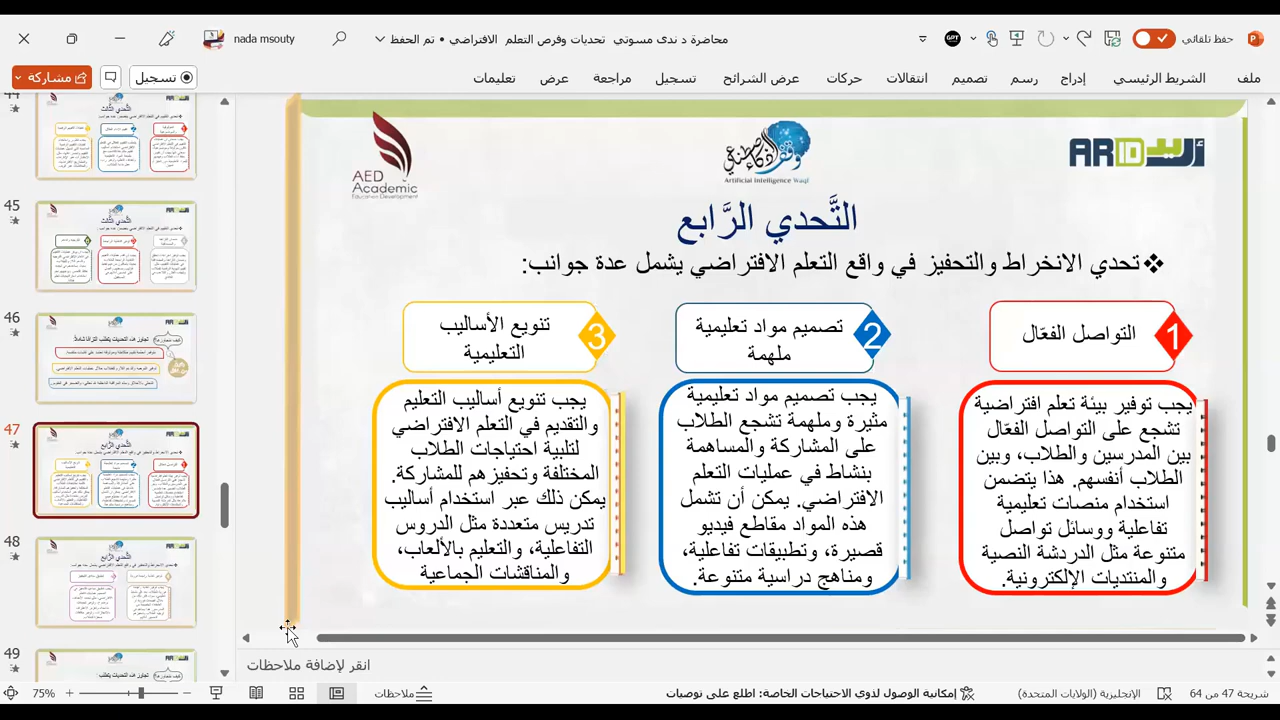 حفظ تلقائي
محاضرة د ندى مسوتي تحديات وفرص التعلم الافتراضي • تم الحفظ
nada msouty
GPT
ملف
الشريط الرئيسي
إدراج
رسم
تصميم
انتقالات
حركات
عرض الشرائح
تسجيل
مراجعة
عرض
تعليمات
تسجيل
مشاركة
44
45
46
47
48
49
أريد ARID
وقف الذكاء الاصطناعي
Artificial Intelligence Waqf
AED
Academic
Education Development
التَّحدي الرَّابع
❖ تحدي الانخراط والتحفيز في واقع التعلم الافتراضي يشمل عدة جوانب:
1
التواصل الفعّال
يجب توفير بيئة تعلم افتراضية
تشجع على التواصل الفعّال
بين المدرسين والطلاب، وبين
الطلاب أنفسهم. هذا يتضمن
استخدام منصات تعليمية
تفاعلية ووسائل تواصل
متنوعة مثل الدردشة النصية
والمنتديات الإلكترونية.
2
تصميم مواد تعليمية
ملهمة
يجب تصميم مواد تعليمية
مثيرة وملهمة تشجع الطلاب
على المشاركة والمساهمة
بنشاط في عمليات التعلم
الافتراضي. يمكن أن تشمل
هذه المواد مقاطع فيديو
قصيرة، وتطبيقات تفاعلية،
ومناهج دراسية متنوعة.
3
تنويع الأساليب
التعليمية
يجب تنويع أساليب التعليم
والتقديم في التعلم الافتراضي
لتلبية احتياجات الطلاب
المختلفة وتحفيزهم للمشاركة.
يمكن ذلك عبر استخدام أساليب
تدريس متعددة مثل الدروس
التفاعلية، والتعليم بالألعاب،
والمناقشات الجماعية
انقر لإضافة ملاحظات
شريحة 47 من 64
الإنجليزية (الولايات المتحدة)
إمكانية الوصول لذوي الاحتياجات الخاصة: اطلع على توصيات
ملاحظات
75%